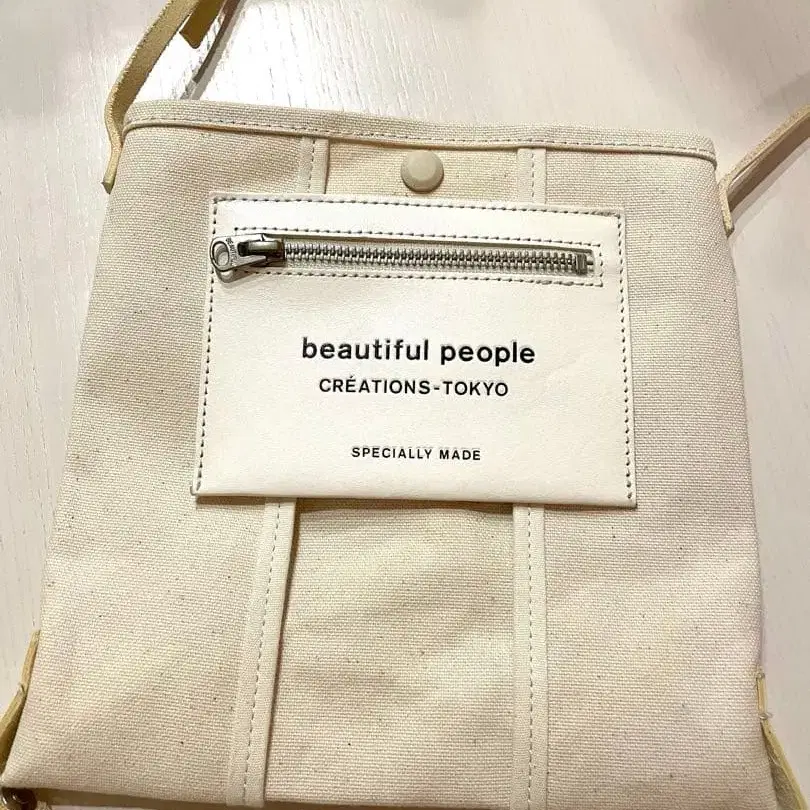 beautiful people
CRÉATIONS-TOKYO
SPECIALLY MADE